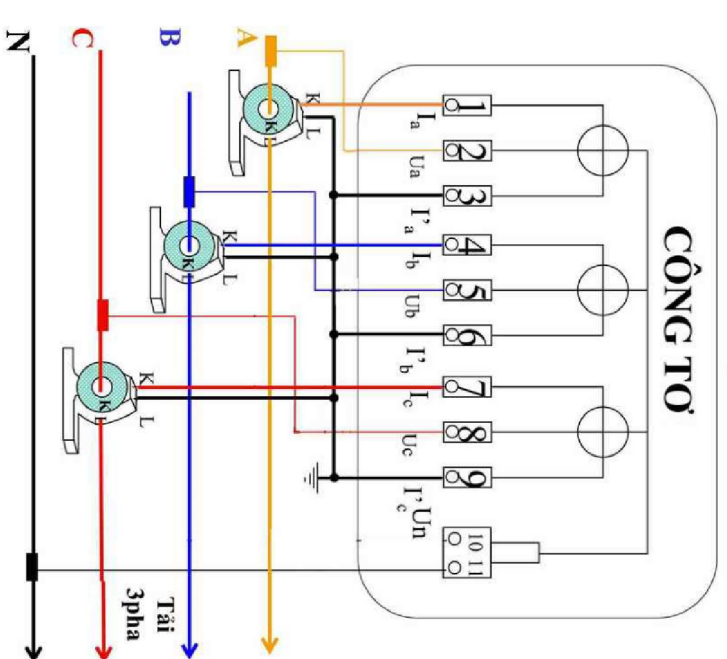 CÔNG TƠ
1 2 3 4 5 6 7 8 9 10 11
Ia Ua I'a Ib Ub I'b Ic Uc I'c Un
K L
K L
K L
K L
K L
K L
A
B
C
N
Tải
3pha